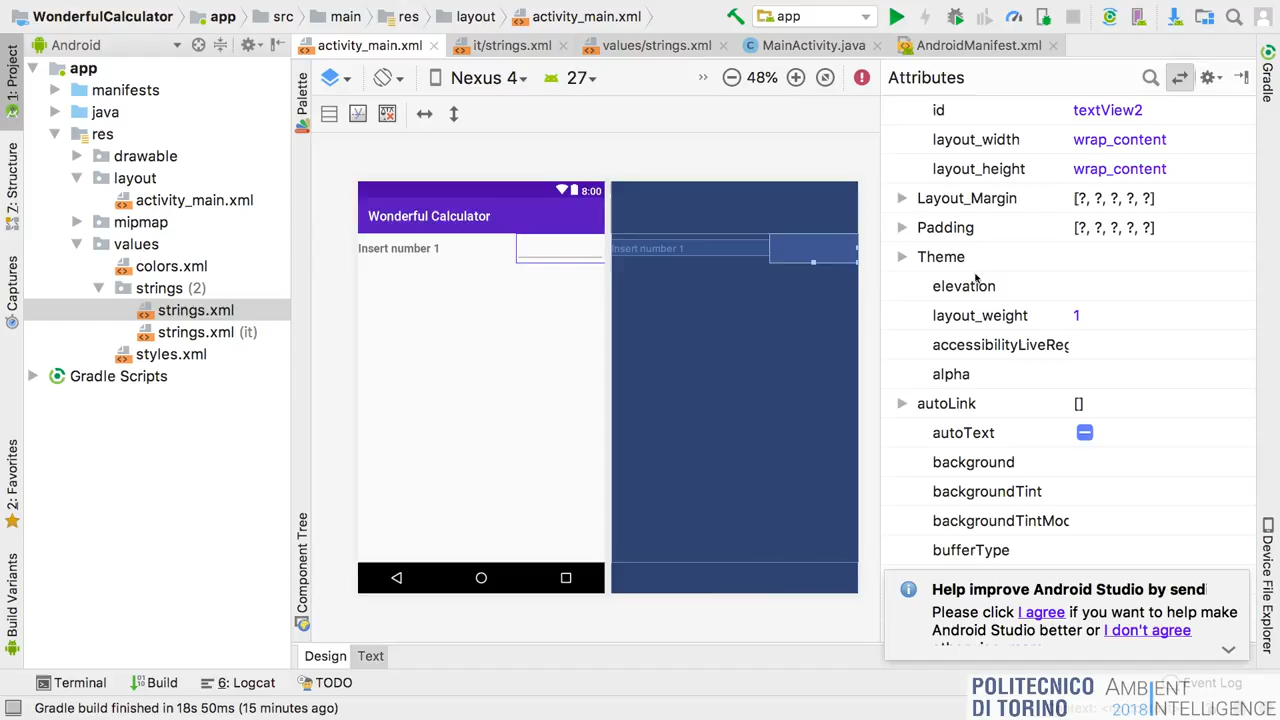 WonderfulCalculator app src main res layout activity_main.xml app
1: Project
Z: Structure
Captures
2: Favorites
Build Variants
Android
app
manifests
java
res
drawable
layout
activity_main.xml
mipmap
values
colors.xml
strings (2)
strings.xml
strings.xml (it)
styles.xml
Gradle Scripts
activity_main.xml it/strings.xml values/strings.xml MainActivity.java AndroidManifest.xml
Palette
Component Tree
Nexus 4 27 48%
8:00
Wonderful Calculator
Insert number 1
Insert number 1
Design Text
Attributes
id textView2
layout_width wrap_content
layout_height wrap_content
Layout_Margin [?, ?, ?, ?, ?]
Padding [?, ?, ?, ?, ?]
Theme
elevation
layout_weight 1
accessibilityLiveReg
alpha
autoLink []
autoText
background
backgroundTint
backgroundTintMod
bufferType
Help improve Android Studio by send
Please click I agree if you want to help make
Android Studio better or I don't agree
Gradle
Device File Explorer
Terminal Build 6: Logcat TODO Event Log
Gradle build finished in 18s 50ms (15 minutes ago)
POLITECNICO
DI TORINO
AMBIENT
2018 INTELLIGENCE